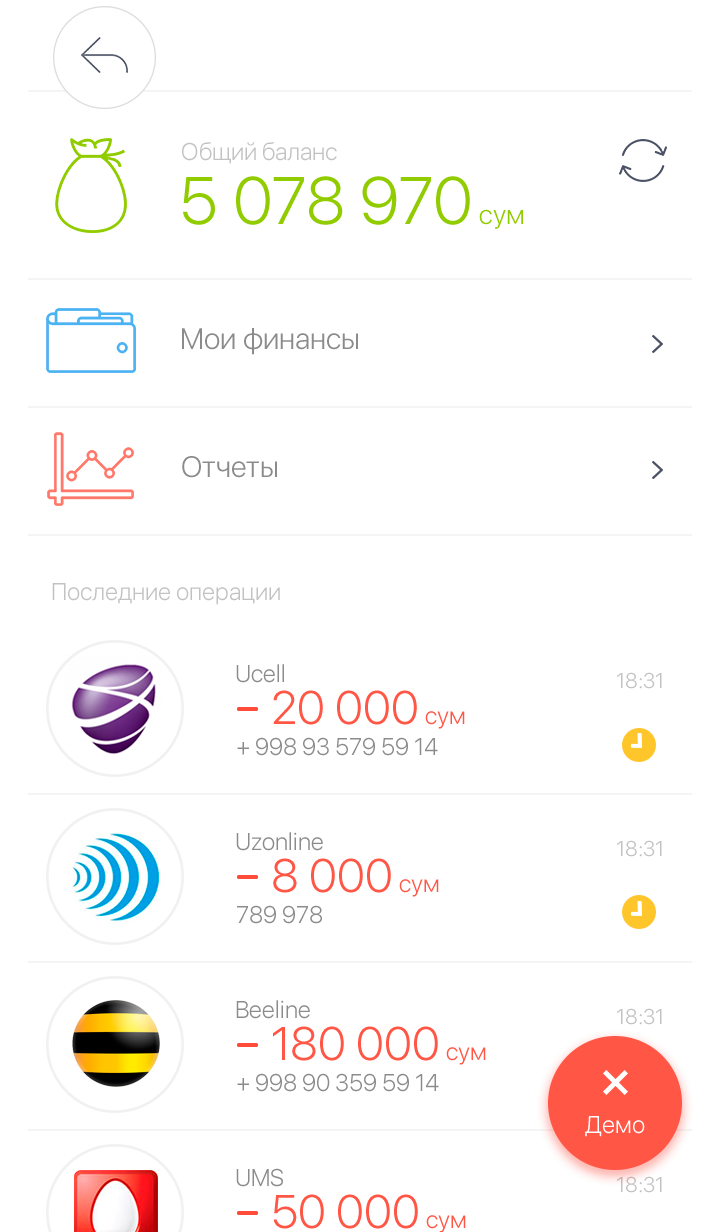 Общий баланс
5 078 970 сум
Мои финансы
Отчеты
Последние операции
Ucell
18:31
– 20 000 сум
+ 998 93 579 59 14
Uzonline
18:31
– 8 000 сум
789 978
Beeline
18:31
– 180 000 сум
+ 998 90 359 59 14
Демо
UMS
18:31
– 50 000 сум